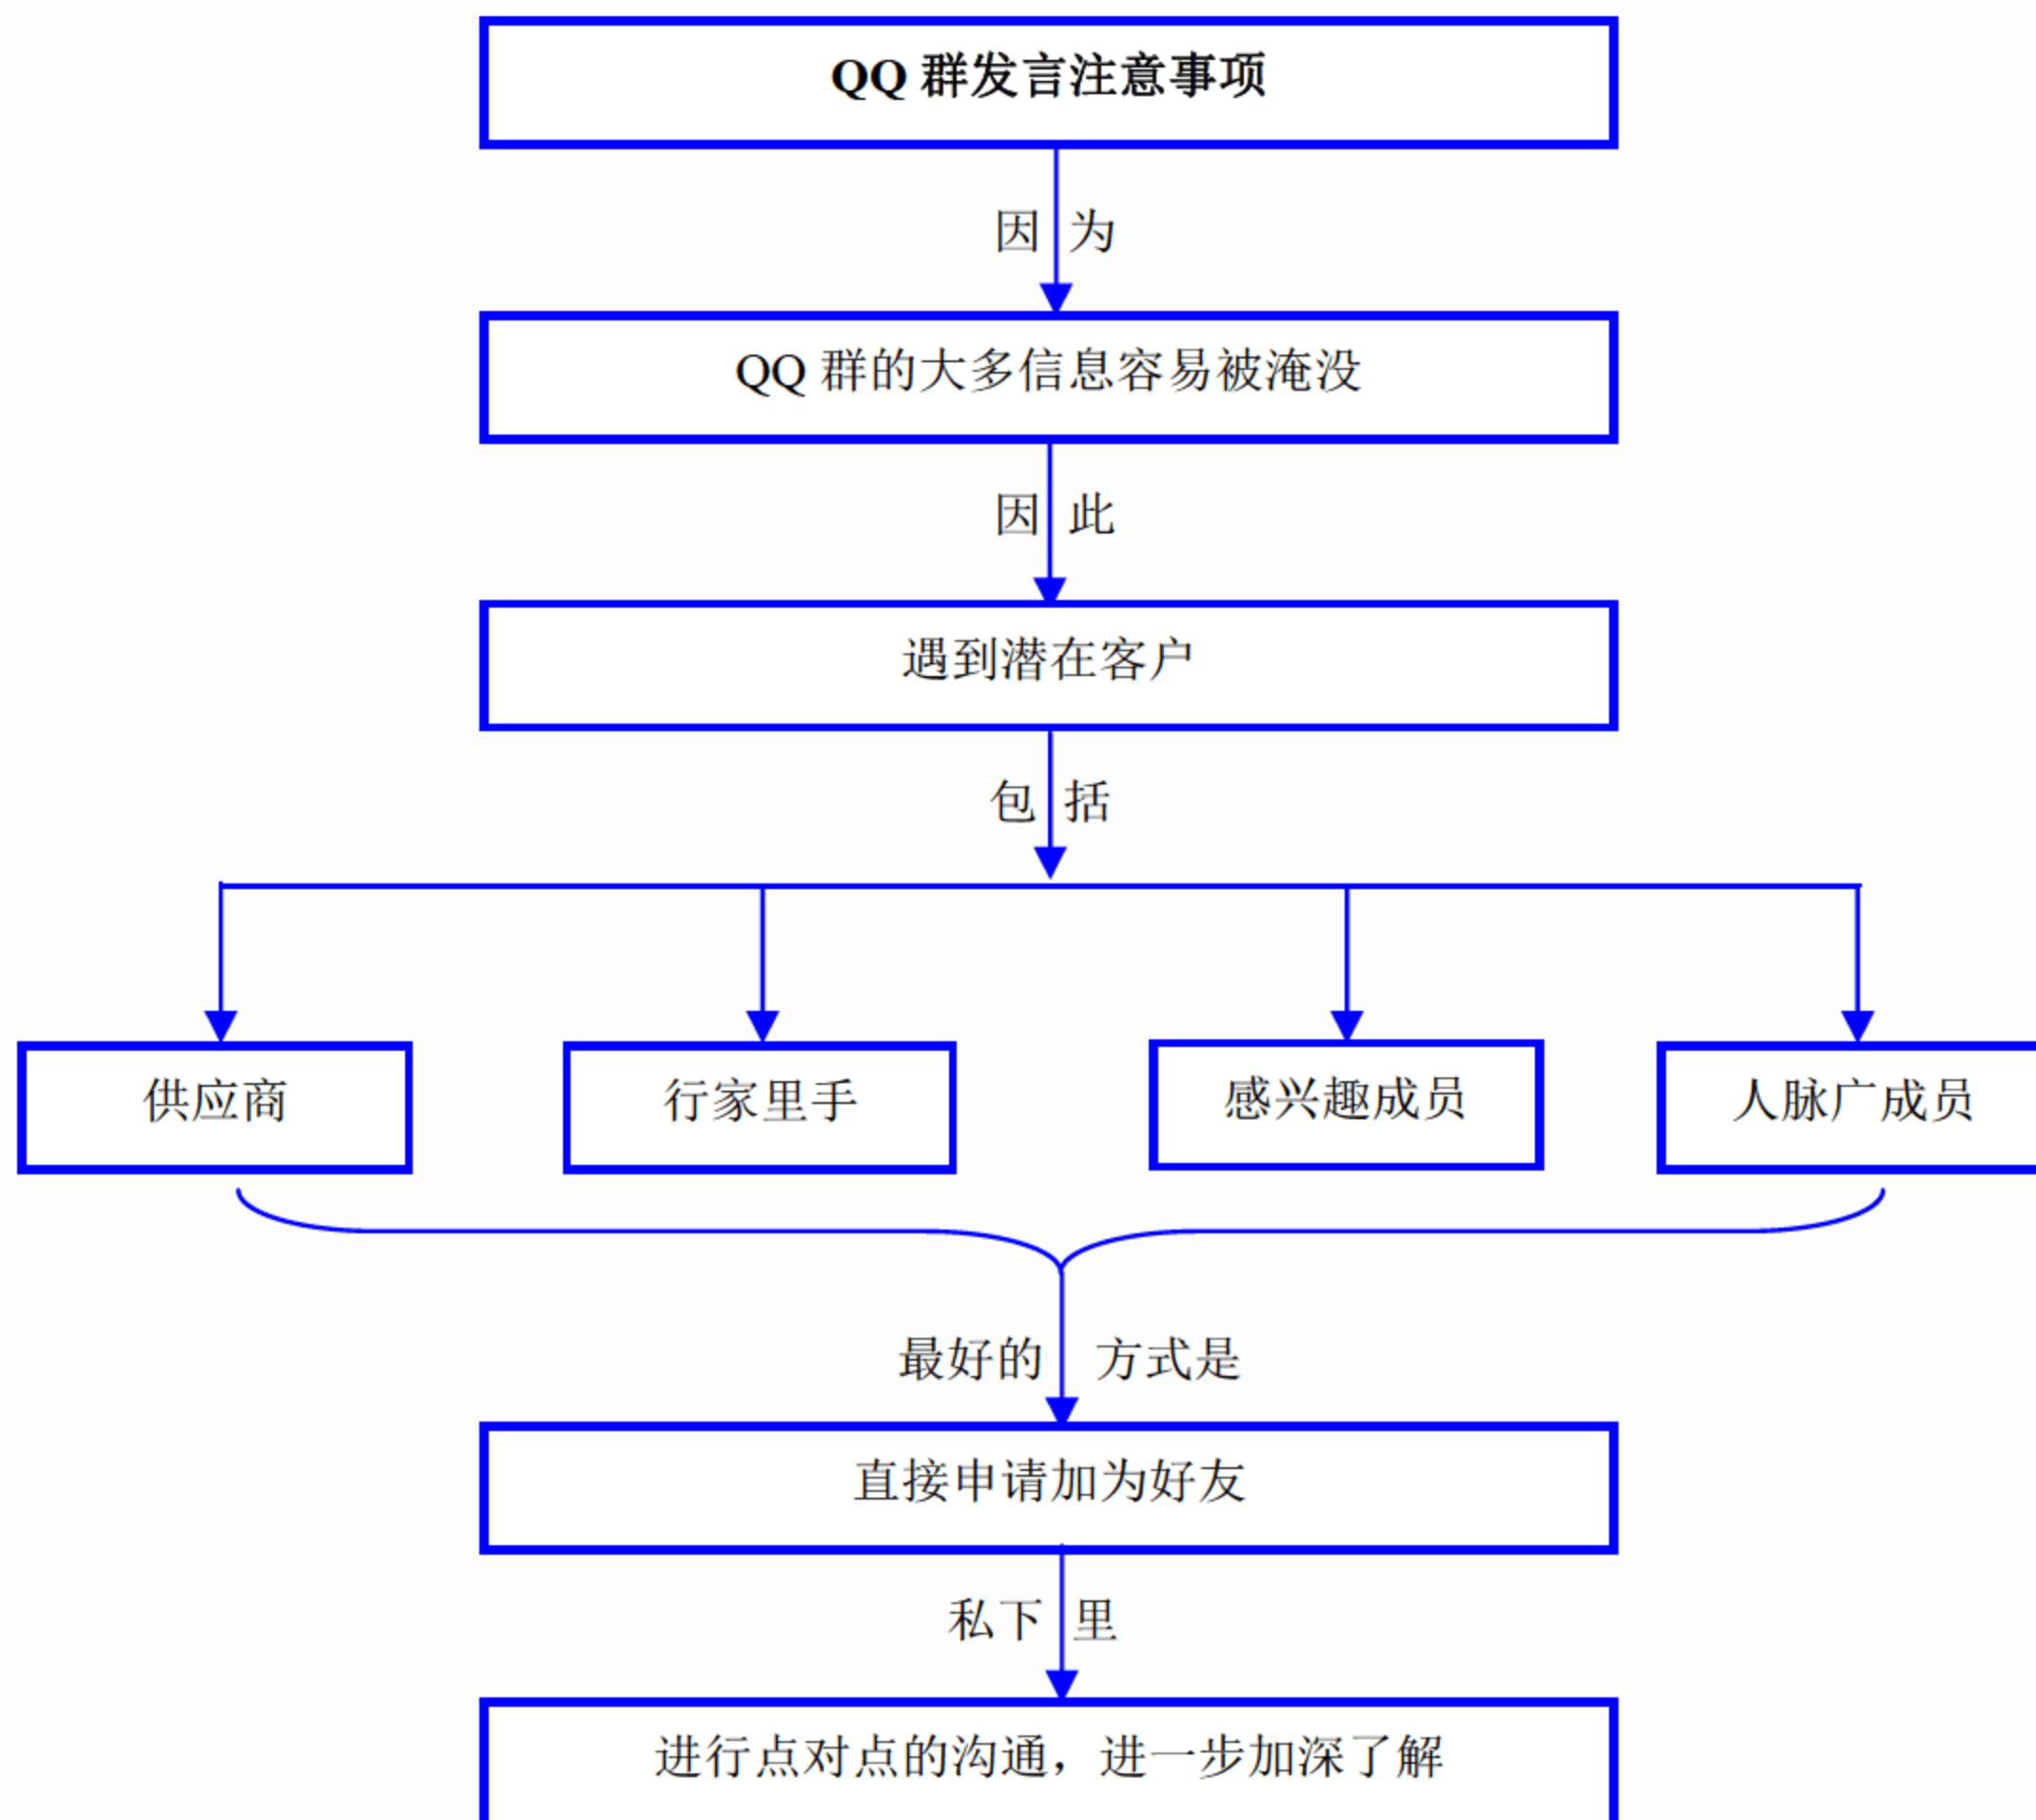 QQ 群发言注意事项
因为
QQ 群的大多信息容易被淹没
因此
遇到潜在客户
包括
供应商
行家里手
感兴趣成员
人脉广成员
最好的 方式是
直接申请加为好友
私下里
进行点对点的沟通，进一步加深了解